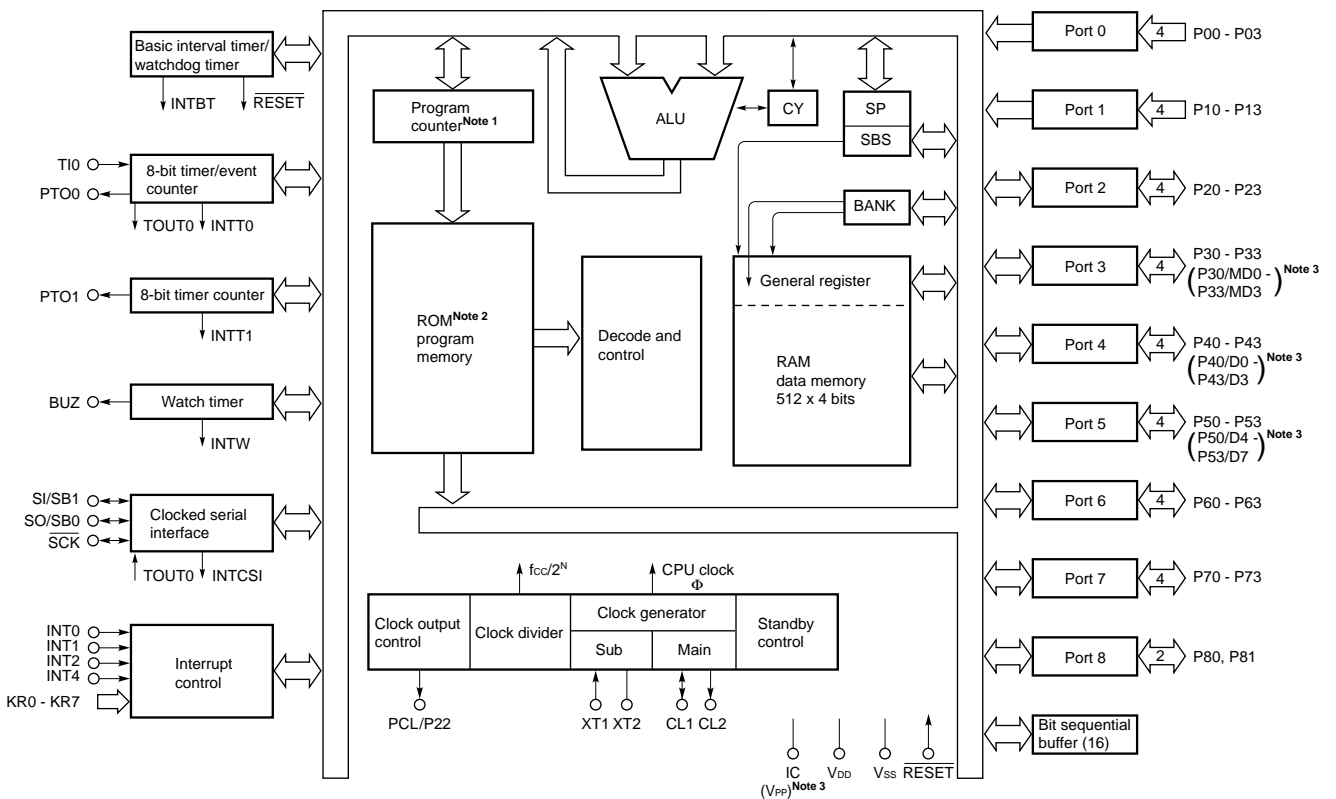 Basic interval timer/
watchdog timer
INTBT
RESET
TI0
PTO0
8-bit timer/event
counter
TOUT0
INTT0
PTO1
8-bit timer counter
INTT1
BUZ
Watch timer
INTW
SI/SB1
SO/SB0
SCK
Clocked serial
interface
TOUT0
INTCSI
INT0
INT1
INT2
INT4
KR0 - KR7
Interrupt
control
Program
counter Note 1
ALU
CY
SP
SBS
BANK
ROM Note 2
program
memory
Decode and
control
General register
RAM
data memory
512 x 4 bits
fCC/2N
CPU clock
Φ
Clock output
control
Clock divider
Clock generator
Sub
Main
Standby
control
PCL/P22
XT1
XT2
CL1
CL2
IC
(VPP) Note 3
VDD
VSS
RESET
Port 0
4
P00 - P03
Port 1
4
P10 - P13
Port 2
4
P20 - P23
Port 3
4
P30 - P33
(P30/MD0 -
P33/MD3) Note 3
Port 4
4
P40 - P43
(P40/D0 -
P43/D3) Note 3
Port 5
4
P50 - P53
(P50/D4 -
P53/D7) Note 3
Port 6
4
P60 - P63
Port 7
4
P70 - P73
Port 8
2
P80, P81
Bit sequential
buffer (16)